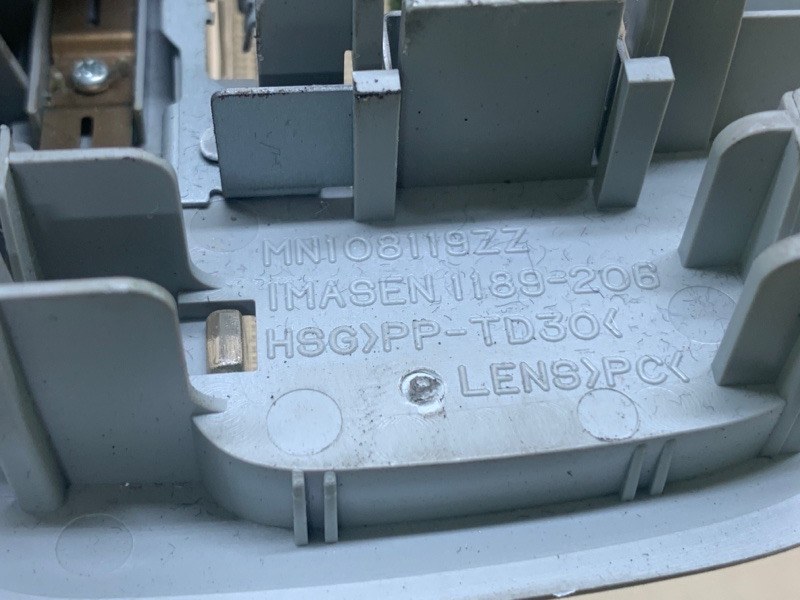 MN108119ZZ
IMASEN 1189-206
HSG>PP-TD30<
LENS>PC<